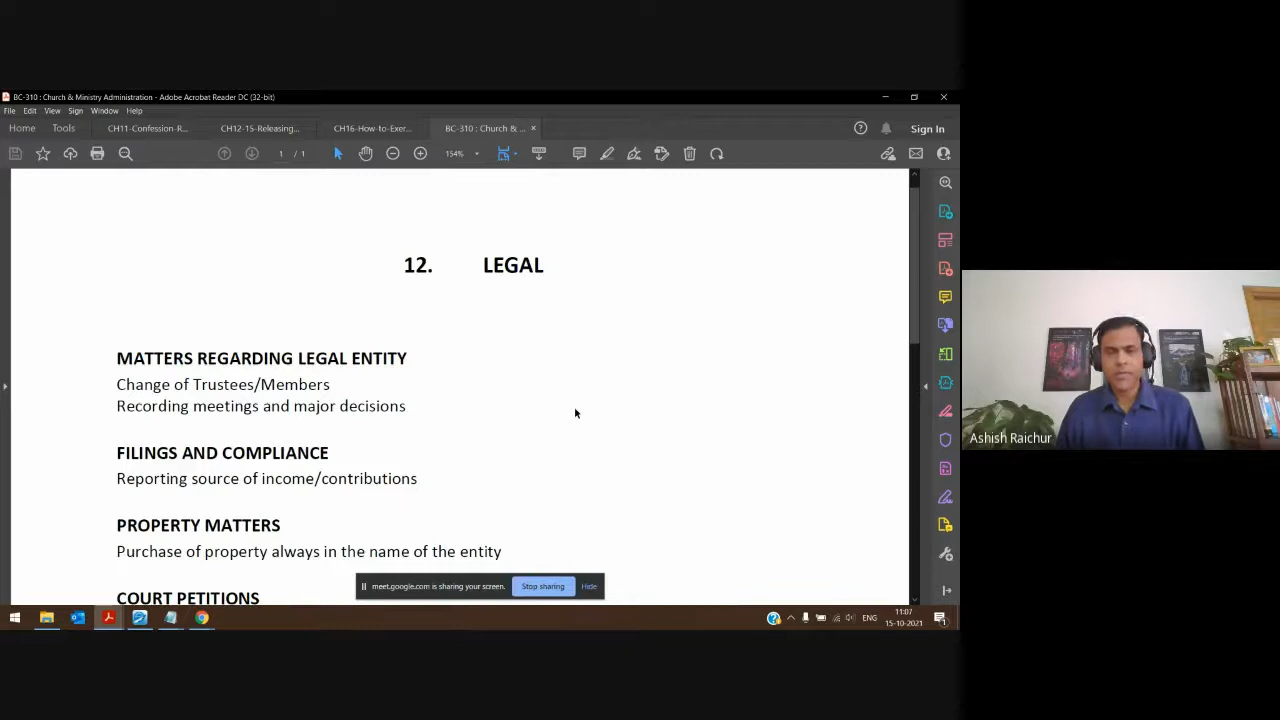 BC-310 : Church & Ministry Administration - Adobe Acrobat Reader DC (32-bit)
File Edit View Sign Window Help
Home Tools CH11-Confession-R... CH12-15-Releasing... CH16-How-to-Exer... BC-310 : Church & ... × Sign In
1 / 1 154%
12. LEGAL
MATTERS REGARDING LEGAL ENTITY
Change of Trustees/Members
Recording meetings and major decisions
FILINGS AND COMPLIANCE
Reporting source of income/contributions
PROPERTY MATTERS
Purchase of property always in the name of the entity
meet.google.com is sharing your screen. Stop sharing Hide
COURT PETITIONS
ENG
11:07
15-10-2021
Ashish Raichur